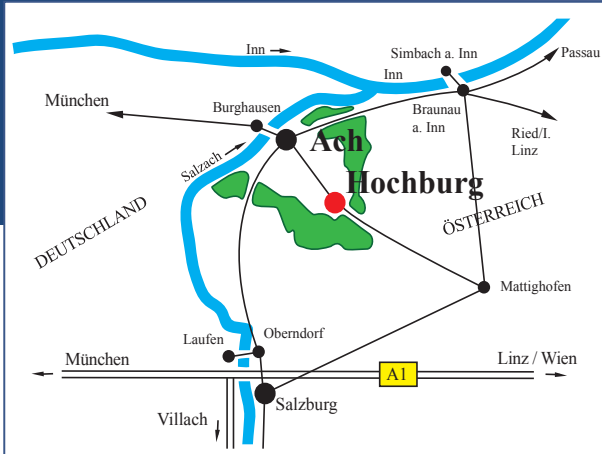 Inn
Inn
Simbach a. Inn
Passau
München
Burghausen
Braunau
a. Inn
Ried/I.
Linz
Ach
Salzach
Hochburg
DEUTSCHLAND
ÖSTERREICH
Mattighofen
Laufen
Oberndorf
München
A1
Linz / Wien
Salzburg
Villach